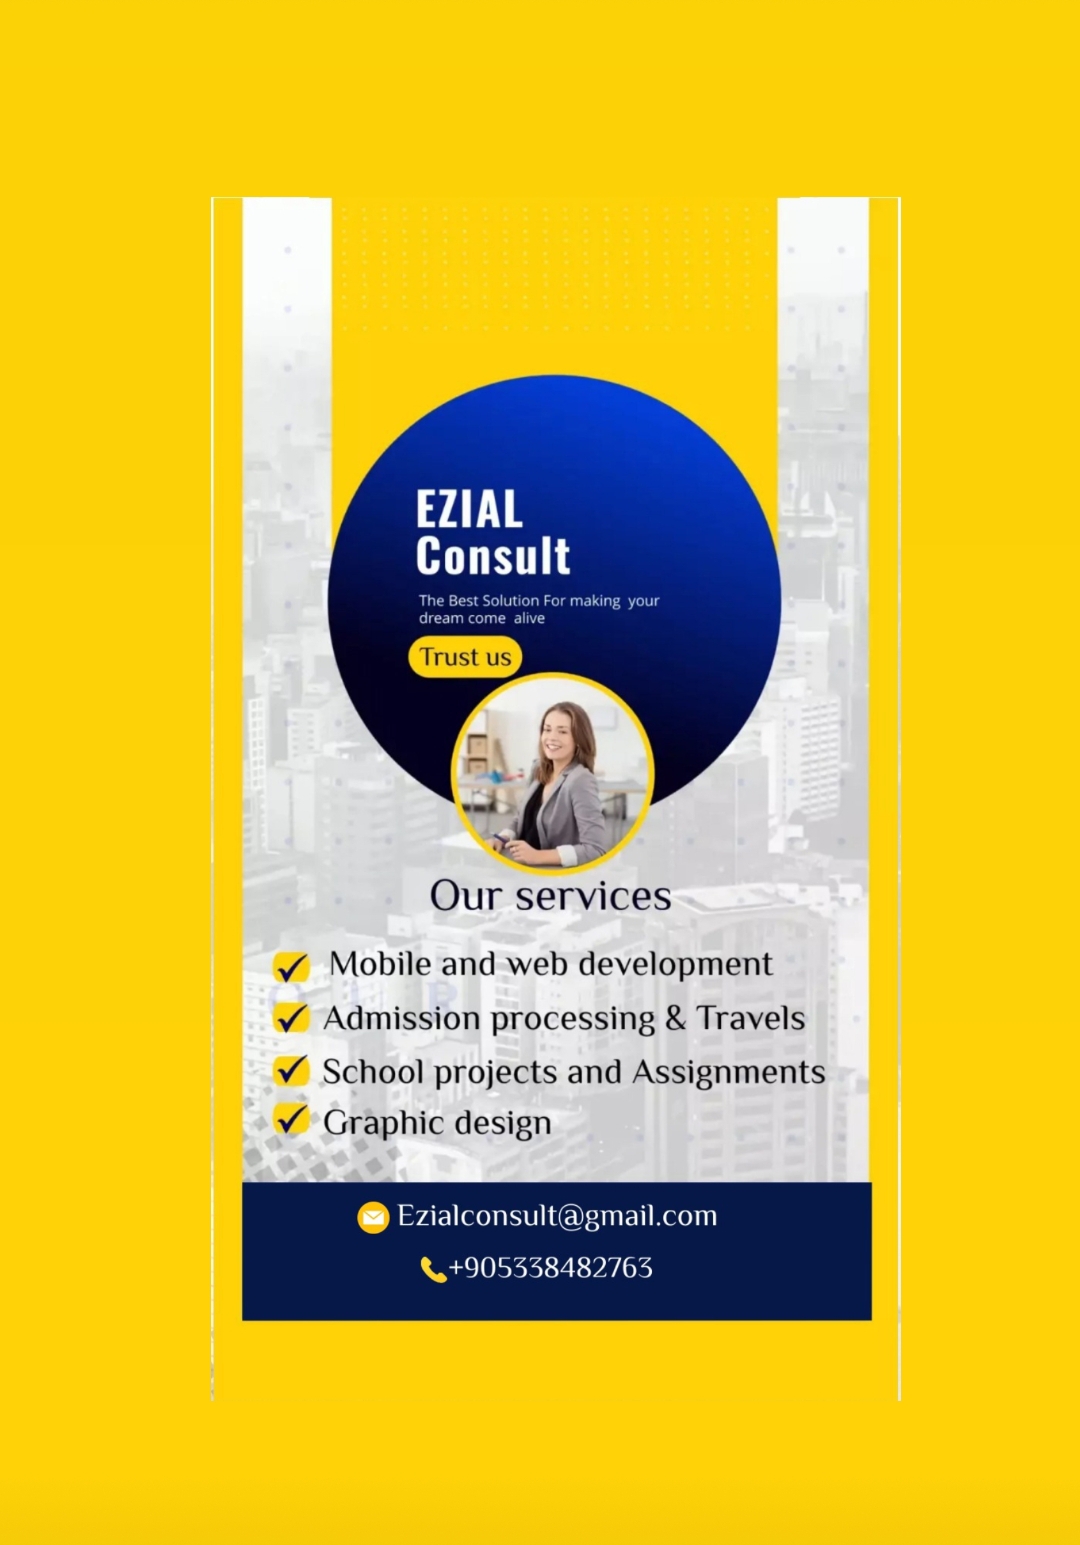 EZIAL
Consult
The Best Solution For making your
dream come alive
Trust us
Our services
Mobile and web development
Admission processing & Travels
School projects and Assignments
Graphic design
Ezialconsult@gmail.com
+905338482763